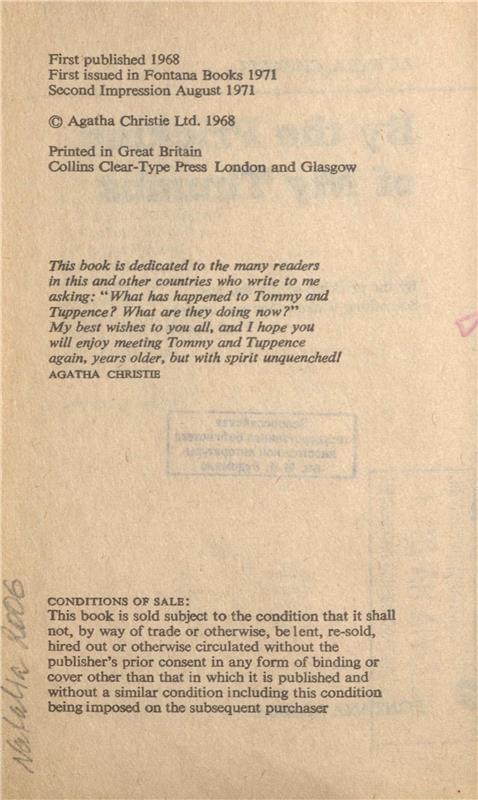 First published 1968
First issued in Fontana Books 1971
Second Impression August 1971
© Agatha Christie Ltd. 1968
Printed in Great Britain
Collins Clear-Type Press London and Glasgow
This book is dedicated to the many readers
in this and other countries who write to me
asking: “What has happened to Tommy and
Tuppence? What are they doing now?”
My best wishes to you all, and I hope you
will enjoy meeting Tommy and Tuppence
again, years older, but with spirit unquenched!
AGATHA CHRISTIE
CONDITIONS OF SALE:
This book is sold subject to the condition that it shall
not, by way of trade or otherwise, be lent, re-sold,
hired out or otherwise circulated without the
publisher's prior consent in any form of binding or
cover other than that in which it is published and
without a similar condition including this condition
being imposed on the subsequent purchaser